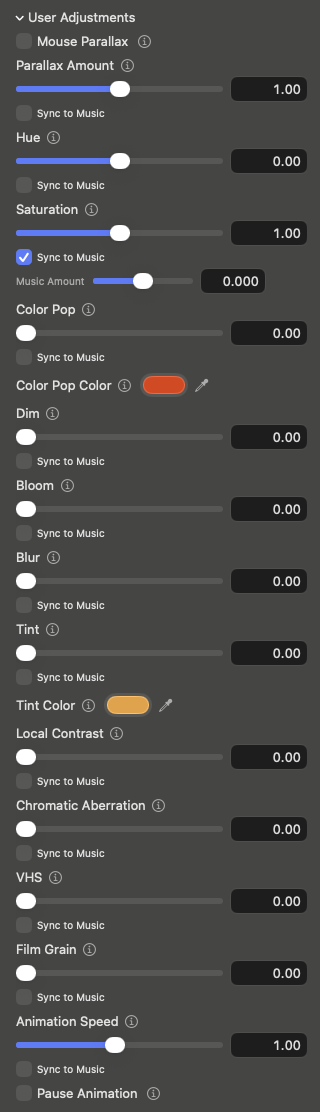 User Adjustments
Mouse Parallax
Parallax Amount
1.00
Sync to Music
Hue
0.00
Sync to Music
Saturation
1.00
Sync to Music
Music Amount 0.000
Color Pop
0.00
Sync to Music
Color Pop Color
Dim
0.00
Sync to Music
Bloom
0.00
Sync to Music
Blur
0.00
Sync to Music
Tint
0.00
Sync to Music
Tint Color
Local Contrast
0.00
Sync to Music
Chromatic Aberration
0.00
Sync to Music
VHS
0.00
Sync to Music
Film Grain
0.00
Sync to Music
Animation Speed
1.00
Sync to Music
Pause Animation